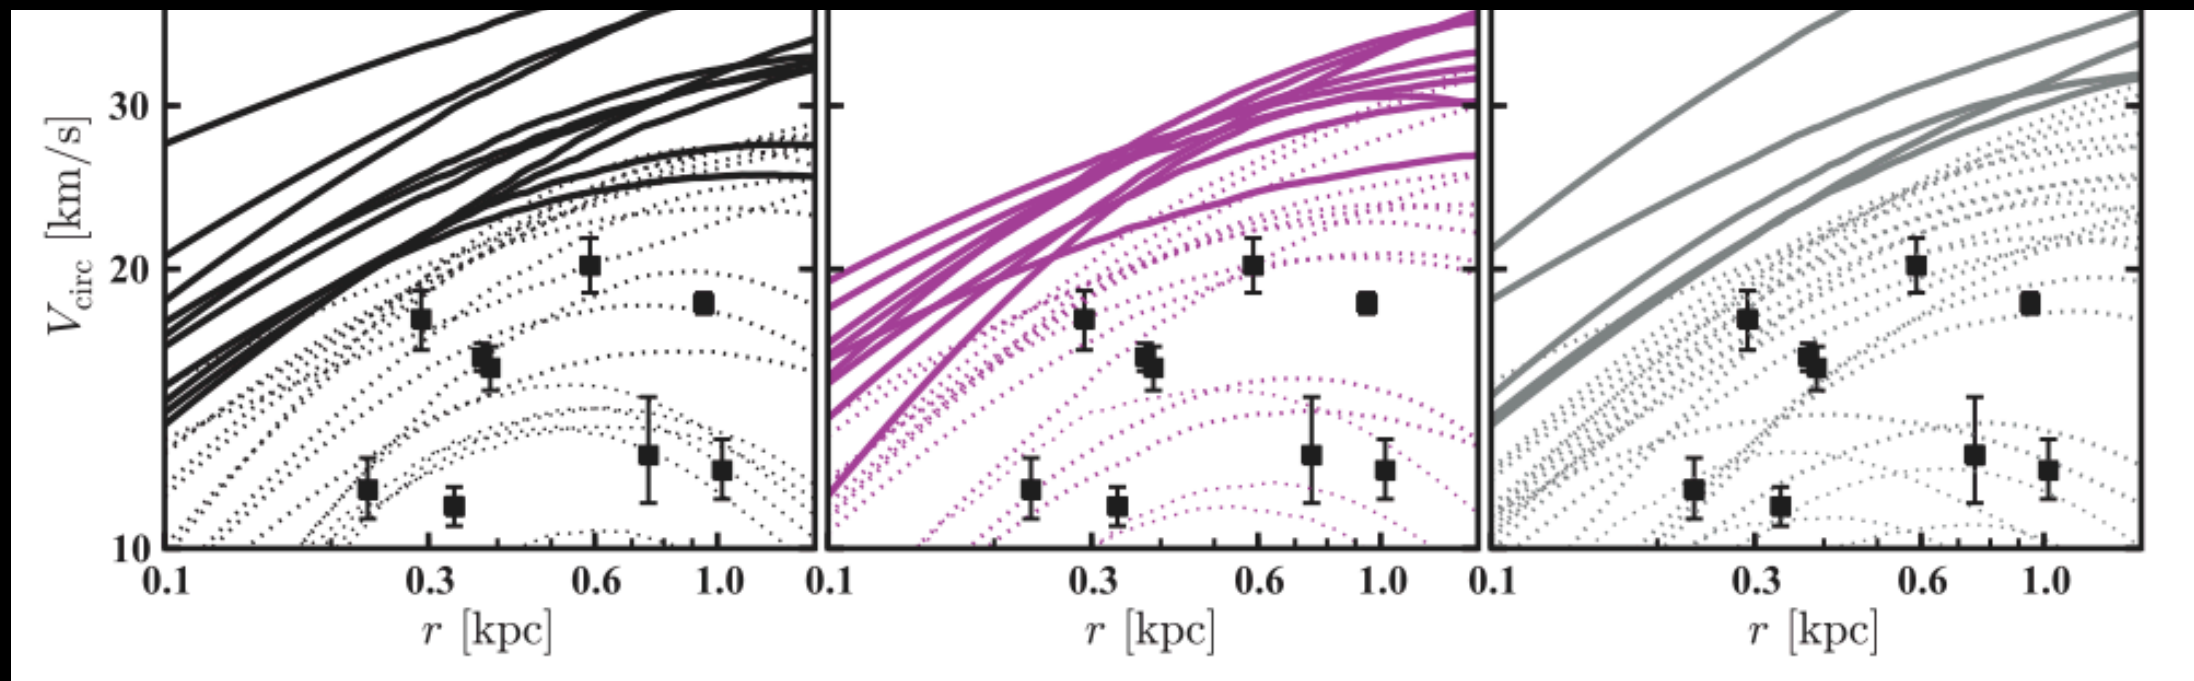 30
20
10
V_circ [km/s]
0.1 0.3 0.6 1.0 0.1 0.3 0.6 1.0 0.1 0.3 0.6 1.0
r [kpc] r [kpc] r [kpc]